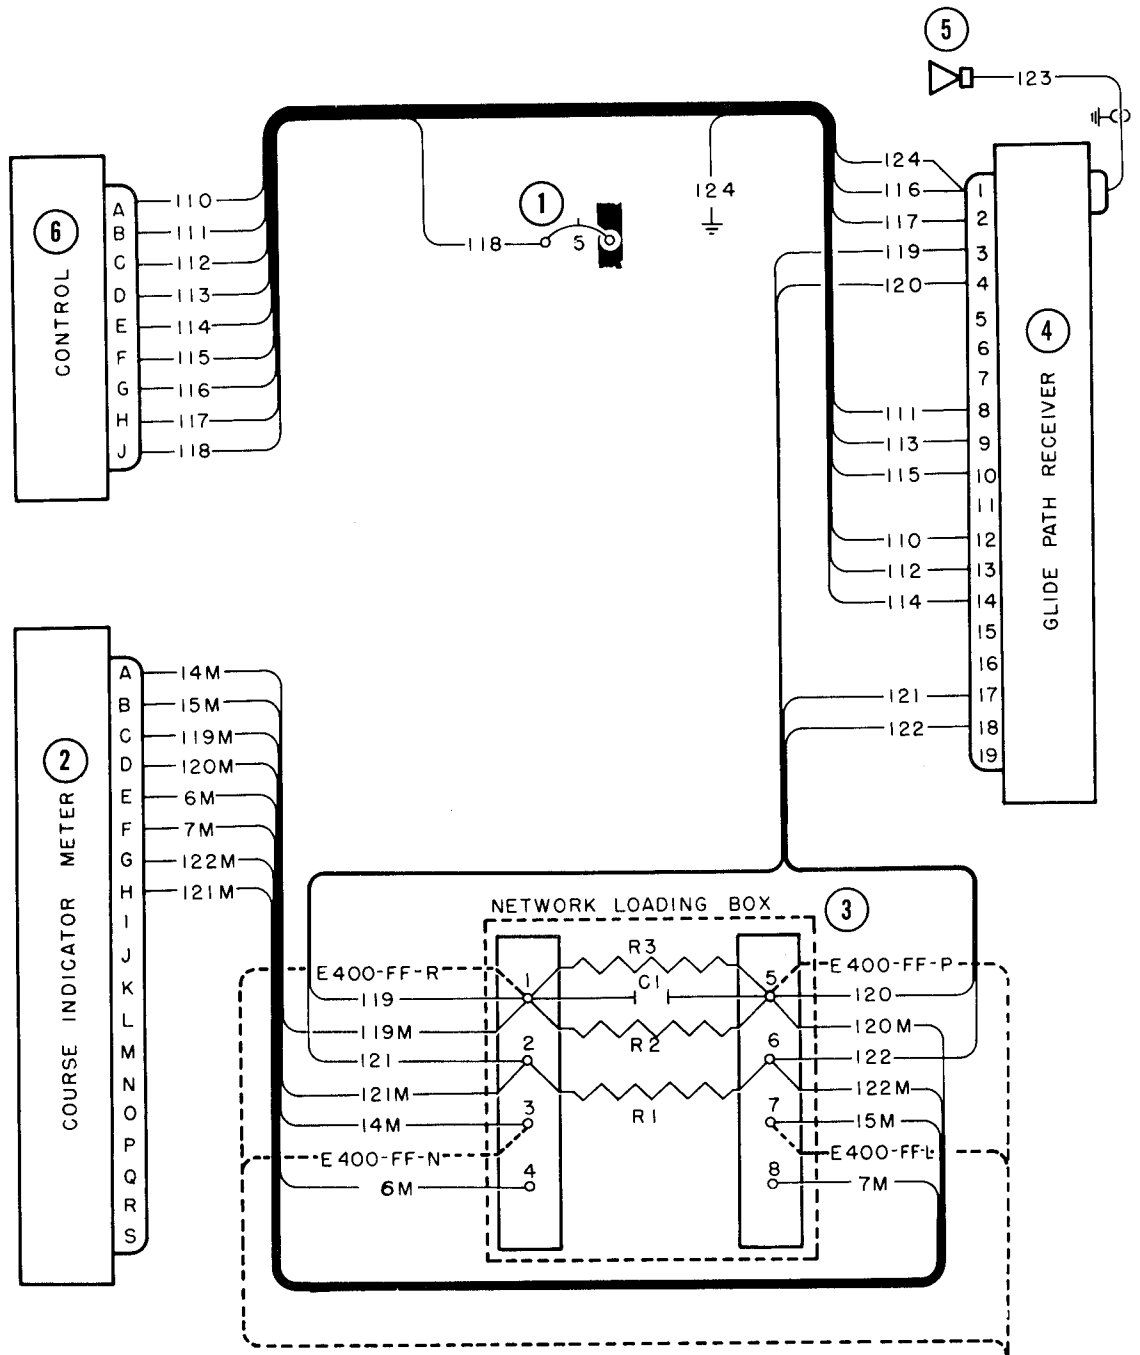 5
123
124
1
116
1
117
2
119
3
120
4
5
6
7
111
8
113
9
115
10
11
110
12
112
13
114
14
15
16
121
17
122
18
19
4
GLIDE PATH RECEIVER
1
118
5
124
6
CONTROL
A
110
B
111
C
112
D
113
E
114
F
115
G
116
H
117
J
118
2
COURSE INDICATOR METER
A
14M
B
15M
C
119M
D
120M
E
6M
F
7M
G
122M
H
121M
I
J
K
L
M
N
O
P
Q
R
S
NETWORK LOADING BOX
3
E400-FF-R
119
119M
121
121M
14M
E400-FF-N
6M
1
2
3
4
R3
C1
R2
R1
5
6
7
8
E400-FF-P
120
120M
122
122M
15M
E400-FF-L
7M